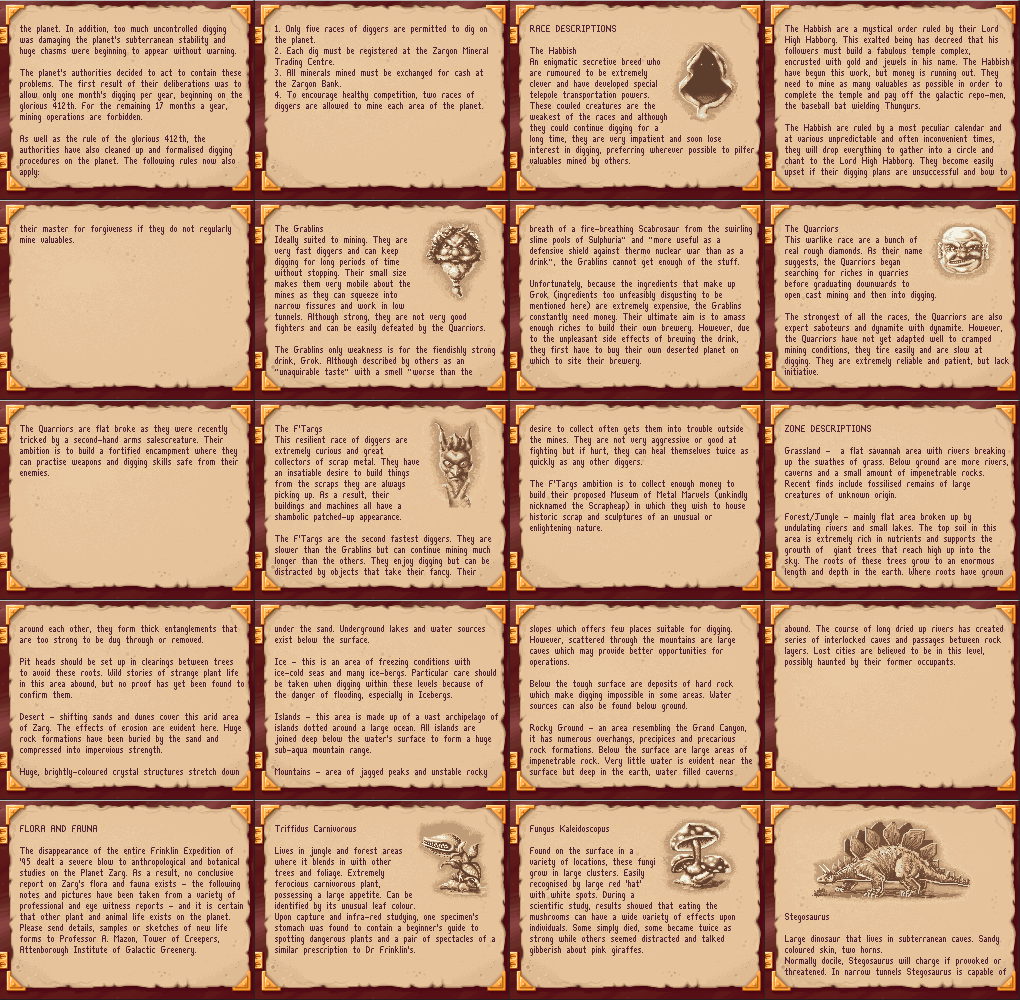 the planet. In addition, too much uncontrolled digging
was damaging the planet's subterranean stability and
huge chasms were beginning to appear without warning.
The planet's authorities decided to act to contain these
problems. The first result of their deliberations was to
allow only one month's digging per year, beginning on the
glorious 412th. For the remaining 17 months a year,
mining operations are forbidden.
As well as the rule of the glorious 412th, the
authorities have also cleaned up and formalised digging
procedures on the planet. The following rules now also
apply:
1. Only five races of diggers are permitted to dig on
the planet.
2. Each dig must be registered at the Zargon Mineral
Trading Centre.
3. All minerals mined must be exchanged for cash at
the Zargon Bank.
4. To encourage healthy competition, two races of
diggers are allowed to mine each area of the planet.
RACE DESCRIPTIONS
The Habbish
An enigmatic secretive breed who
are rumoured to be extremely
clever and have developed special
telepole transportation powers.
These cowled creatures are the
weakest of the races and although
they could continue digging for a
long time, they are very impatient and soon lose
interest in digging, preferring wherever possible to pilfer
valuables mined by others.
The Habbish are a mystical order ruled by their Lord
High Habborg. This exalted being has decreed that his
followers must build a fabulous temple complex,
encrusted with gold and jewels in his name. The Habbish
have begun this work, but money is running out. They
need to mine as many valuables as possible in order to
complete the temple and pay off the galactic repo-men,
the baseball bat wielding Thungurs.
The Habbish are ruled by a most peculiar calendar and
at various unpredictable and often inconvenient times,
they will drop everything to gather into a circle and
chant to the Lord High Habborg. They become easily
upset if their digging plans are unsuccessful and bow to
their master for forgiveness if they do not regularly
mine valuables.
The Grablins
Ideally suited to mining. They are
very fast diggers and can keep
digging for long periods of time
without stopping. Their small size
makes them very mobile about the
mines as they can squeeze into
narrow fissures and work in low
tunnels. Although strong, they are not very good
fighters and can be easily defeated by the Quarriors.
The Grablins only weakness is for the fiendishly strong
drink, Grok. Although described by others as an
"unaquirable taste" with a smell "worse than the
breath of a fire-breathing Scabrosaur from the swirling
slime pools of Sulphuria" and "more useful as a
defensive shield against thermo nuclear war than as a
drink", the Grablins cannot get enough of the stuff.
Unfortunately, because the ingredients that make up
Grok (ingredients too unfeasibly disgusting to be
mentioned here) are extremely expensive, the Grablins
constantly need money. Their ultimate aim is to amass
enough riches to build their own brewery. However, due
to the unpleasant side effects of brewing the drink,
they first have to buy their own deserted planet on
which to site their brewery.
The Quarriors
This warlike race are a bunch of
real rough diamonds. As their name
suggests, the Quarriors began
searching for riches in quarries
before graduating downwards to
open cast mining and then into digging.
The strongest of all the races, the Quarriors are also
expert saboteurs and dynamite with dynamite. However,
the Quarriors have not yet adapted well to cramped
mining conditions, they tire easily and are slow at
digging. They are extremely reliable and patient, but lack
initiative.
The Quarriors are flat broke as they were recently
tricked by a second-hand arms salescreature. Their
ambition is to build a fortified encampment where they
can practise weapons and digging skills safe from their
enemies.
The F'Targs
This resilient race of diggers are
extremely curious and great
collectors of scrap metal. They have
an insatiable desire to build things
from the scraps they are always
picking up. As a result, their
buildings and machines all have a
shambolic patched-up appearance.
The F'Targs are the second fastest diggers. They are
slower than the Grablins but can continue mining much
longer than the others. They enjoy digging but can be
distracted by objects that take their fancy. Their
desire to collect often gets them into trouble outside
the mines. They are not very aggressive or good at
fighting but if hurt, they can heal themselves twice as
quickly as any other diggers.
The F'Targs ambition is to collect enough money to
build their proposed Museum of Metal Marvels (unkindly
nicknamed the Scrapheap) in which they wish to house
historic scrap and sculptures of an unusual or
enlightening nature.
ZONE DESCRIPTIONS
Grassland - a flat savannah area with rivers breaking
up the swathes of grass. Below ground are more rivers,
caverns and a small amount of impenetrable rocks.
Recent finds include fossilised remains of large
creatures of unknown origin.
Forest/Jungle - mainly flat area broken up by
undulating rivers and small lakes. The top soil in this
area is extremely rich in nutrients and supports the
growth of giant trees that reach high up into the
sky. The roots of these trees grow to an enormous
length and depth in the earth. Where roots have grown
around each other, they form thick entanglements that
are too strong to be dug through or removed.
Pit heads should be set up in clearings between trees
to avoid these roots. Wild stories of strange plant life
in this area abound, but no proof has yet been found to
confirm them.
Desert - shifting sands and dunes cover this arid area
of Zarg. The effects of erosion are evident here. Huge
rock formations have been buried by the sand and
compressed into impervious strength.
Huge, brightly-coloured crystal structures stretch down
under the sand. Underground lakes and water sources
exist below the surface.
Ice - this is an area of freezing conditions with
ice-cold seas and many ice-bergs. Particular care should
be taken when digging within these levels because of
the danger of flooding, especially in Icebergs.
Islands - this area is made up of a vast archipelago of
islands dotted around a large ocean. All islands are
joined deep below the water's surface to form a huge
sub-aqua mountain range.
Mountains - area of jagged peaks and unstable rocky
slopes which offers few places suitable for digging.
However, scattered through the mountains are large
caves which may provide better opportunities for
operations.
Below the tough surface are deposits of hard rock
which make digging impossible in some areas. Water
sources can also be found below ground.
Rocky Ground - an area resembling the Grand Canyon,
it has numerous overhangs, precipices and precarious
rock formations. Below the surface are large areas of
impenetrable rock. Very little water is evident near the
surface but deep in the earth, water filled caverns
abound. The course of long dried up rivers has created
series of interlocked caves and passages between rock
layers. Lost cities are believed to be in this level,
possibly haunted by their former occupants.
FLORA AND FAUNA
The disappearance of the entire Frinklin Expedition of
'95 dealt a severe blow to anthropological and botanical
studies on the Planet Zarg. As a result, no conclusive
report on Zarg's flora and fauna exists - the following
notes and pictures have been taken from a variety of
professional and eye witness reports - and it is certain
that other plant and animal life exists on the planet.
Please send details, samples or sketches of new life
forms to Professor A. Mazon, Tower of Creepers,
Attenborough Institute of Galactic Greenery.
Triffidus Carnivorous
Lives in jungle and forest areas
where it blends in with other
trees and foliage. Extremely
ferocious carnivorous plant,
possessing a large appetite. Can be
identified by its unusual leaf colour.
Upon capture and infra-red studying, one specimen's
stomach was found to contain a beginner's guide to
spotting dangerous plants and a pair of spectacles of a
similar prescription to Dr Frinklin's.
Fungus Kaleidoscopus
Found on the surface in a
variety of locations, these fungi
grow in large clusters. Easily
recognised by large red 'hat'
with white spots. During a
scientific study, results showed that eating the
mushrooms can have a wide variety of effects upon
individuals. Some simply died, some became twice as
strong while others seemed distracted and talked
gibberish about pink giraffes.
Stegosaurus
Large dinosaur that lives in subterranean caves. Sandy
coloured skin, two horns.
Normally docile, Stegosaurus will charge if provoked or
threatened. In narrow tunnels Stegosaurus is capable of